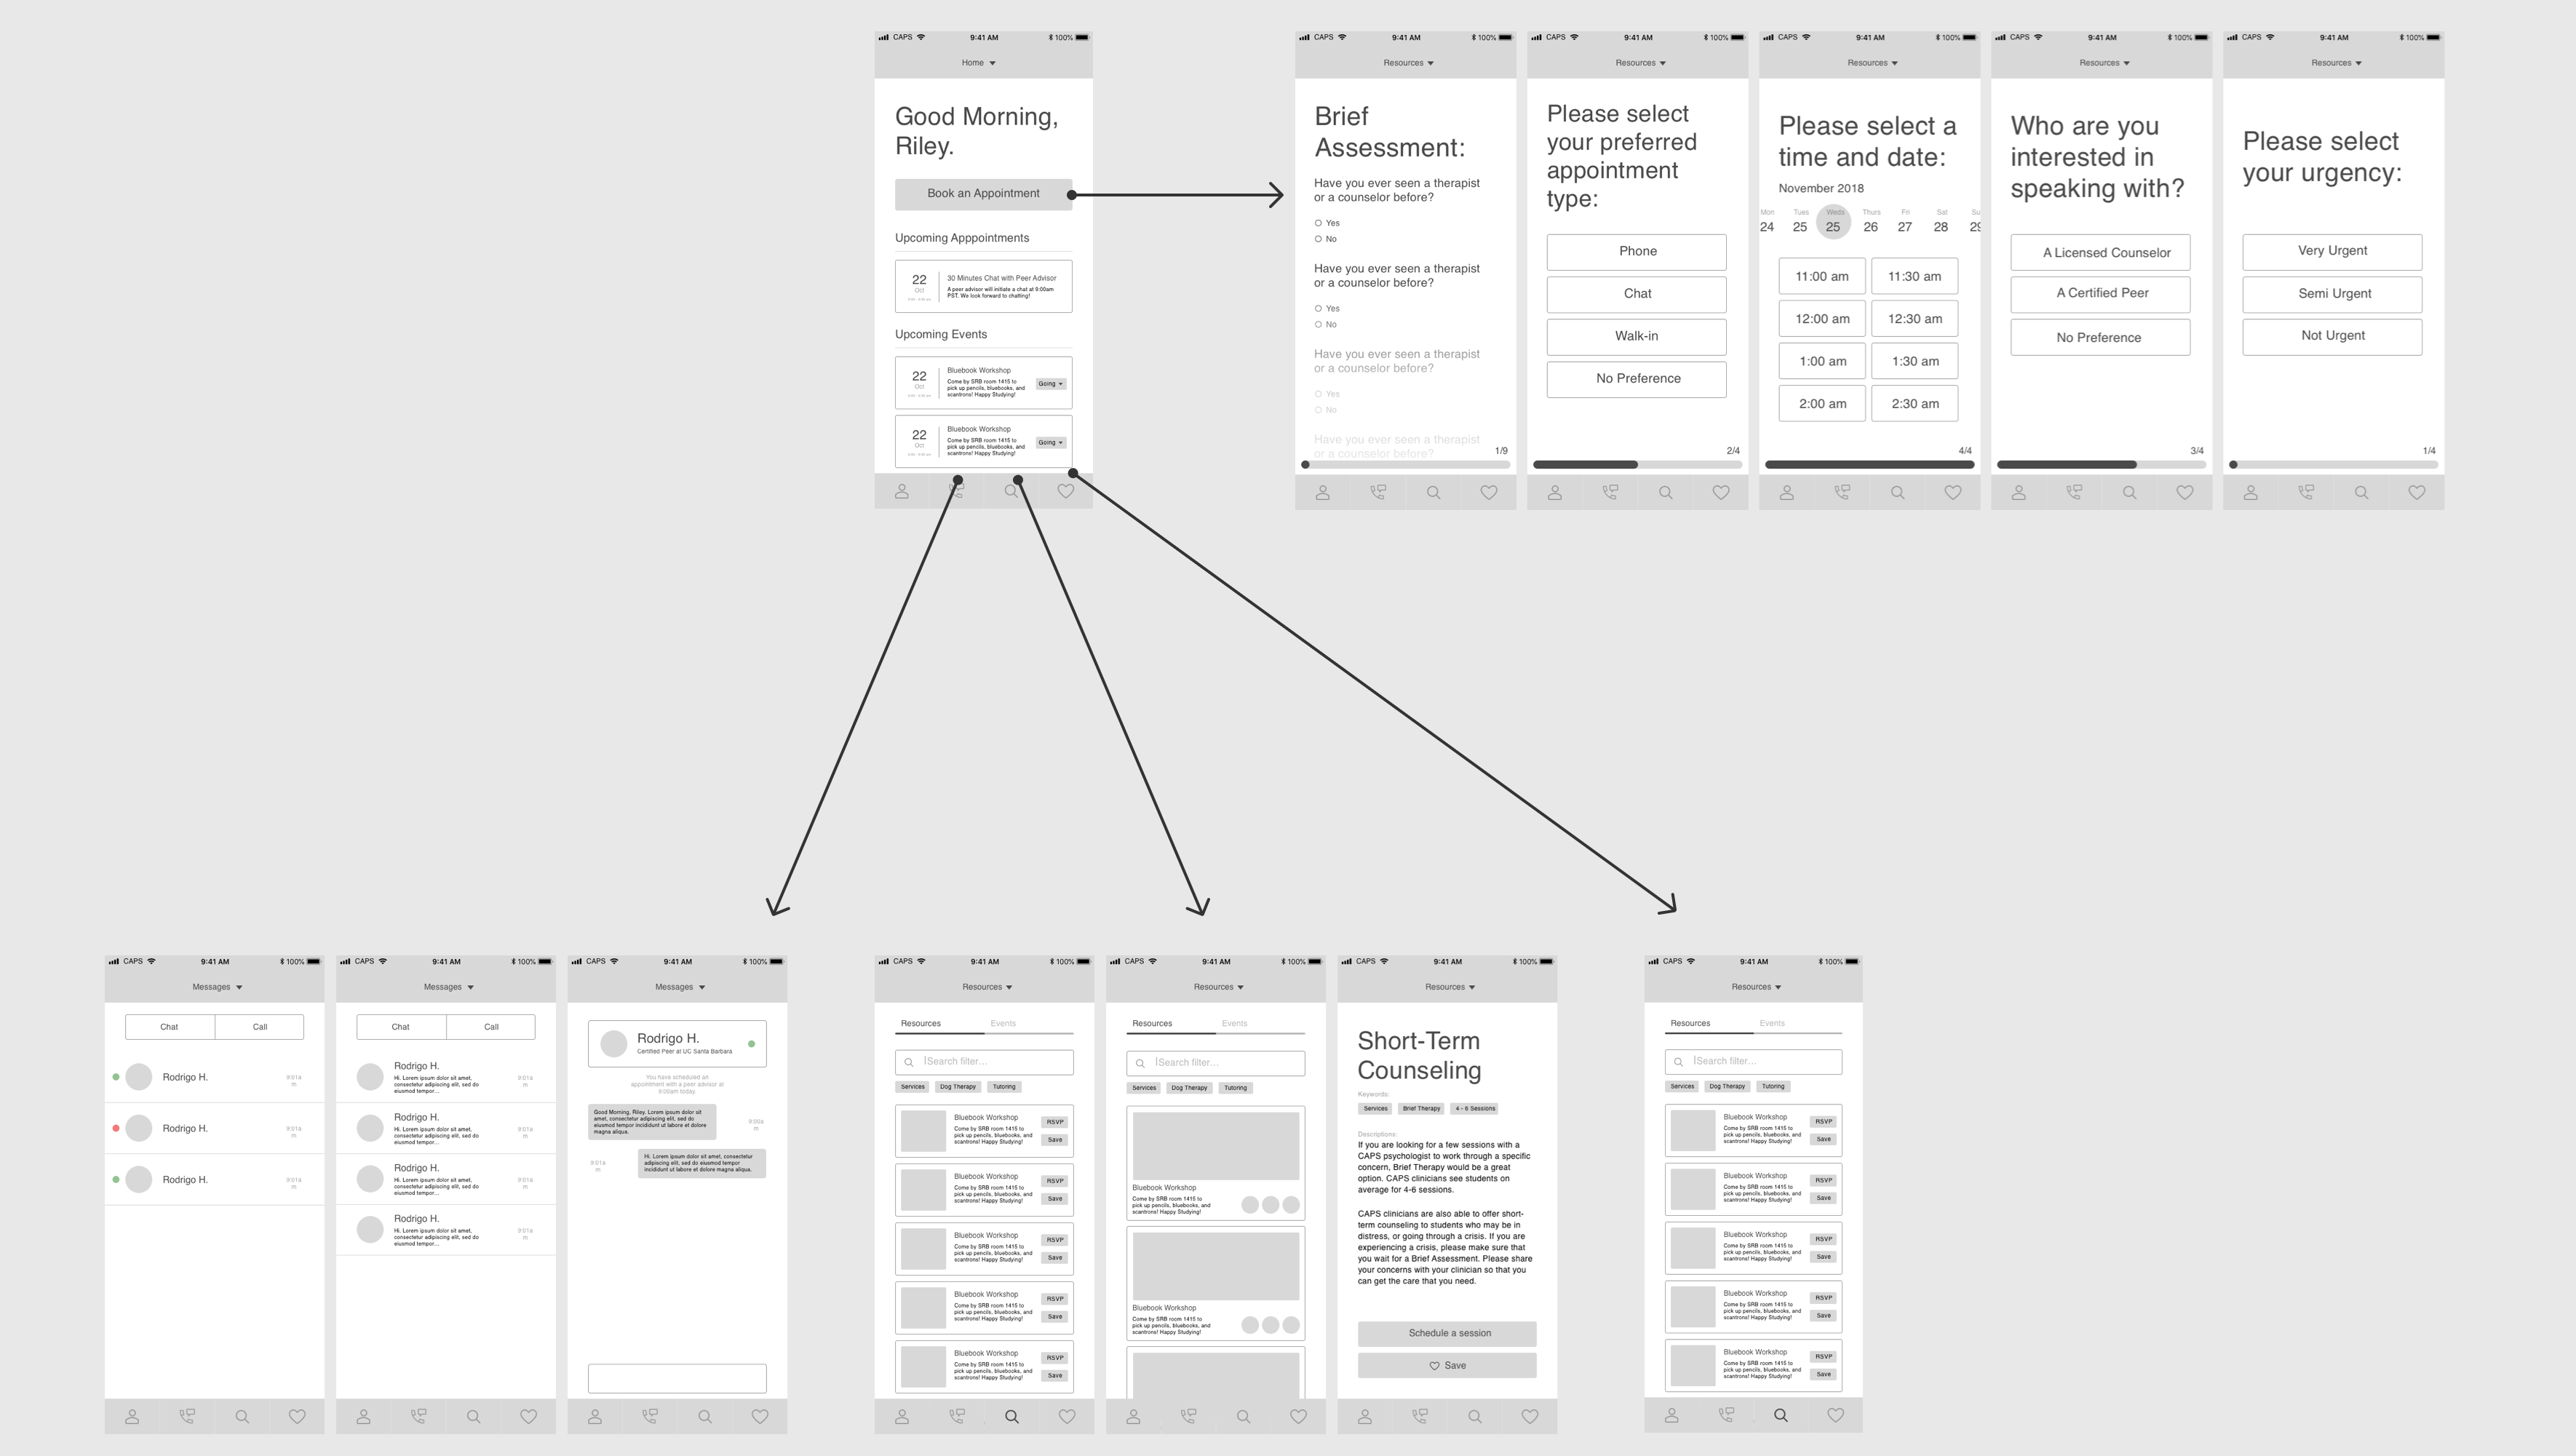 CAPS 9:41 AM 100%
Home
Good Morning,
Riley.
Book an Appointment
Upcoming Apppointments
22
Oct
30 Minutes Chat with Peer Advisor
A peer advisor will initiate a chat at 9:00am
PST. We look forward to chatting!
Upcoming Events
22
Oct
Bluebook Workshop
Come by SRB room 1415 to
pick up pencils, bluebooks, and
scantrons! Happy Studying!
Going
22
Oct
Bluebook Workshop
Come by SRB room 1415 to
pick up pencils, bluebooks, and
scantrons! Happy Studying!
Going
CAPS 9:41 AM 100%
Resources
Brief
Assessment:
Have you ever seen a therapist
or a counselor before?
Yes
No
Have you ever seen a therapist
or a counselor before?
Yes
No
Have you ever seen a therapist
or a counselor before?
Yes
No
Have you ever seen a therapist
or a counselor before?
1/9
CAPS 9:41 AM 100%
Resources
Please select
your preferred
appointment
type:
Phone
Chat
Walk-in
No Preference
2/4
CAPS 9:41 AM 100%
Resources
Please select a
time and date:
November 2018
Mon Tues Weds Thurs Fri Sat Su
24 25 25 26 27 28 29
11:00 am 11:30 am
12:00 am 12:30 am
1:00 am 1:30 am
2:00 am 2:30 am
4/4
CAPS 9:41 AM 100%
Resources
Who are you
interested in
speaking with?
A Licensed Counselor
A Certified Peer
No Preference
3/4
CAPS 9:41 AM 100%
Resources
Please select
your urgency:
Very Urgent
Semi Urgent
Not Urgent
1/4
CAPS 9:41 AM 100%
Messages
Chat Call
Rodrigo H. 9:01a
m
Rodrigo H. 9:01a
m
Rodrigo H. 9:01a
m
CAPS 9:41 AM 100%
Messages
Chat Call
Rodrigo H.
Hi. Lorem ipsum dolor sit amet,
consectetur adipiscing elit, sed do
eiusmod tempor...
9:01a
m
Rodrigo H.
Hi. Lorem ipsum dolor sit amet,
consectetur adipiscing elit, sed do
eiusmod tempor...
9:01a
m
Rodrigo H.
Hi. Lorem ipsum dolor sit amet,
consectetur adipiscing elit, sed do
eiusmod tempor...
9:01a
m
Rodrigo H.
Hi. Lorem ipsum dolor sit amet,
consectetur adipiscing elit, sed do
eiusmod tempor...
9:01a
m
CAPS 9:41 AM 100%
Messages
Rodrigo H.
Certified Peer at UC Santa Barbara
You have scheduled an
appointment with a peer advisor at
9:00am today.
Good Morning, Riley. Lorem ipsum dolor sit
amet, consectetur adipiscing elit, sed do
eiusmod tempor incididunt ut labore et dolore
magna aliqua.
9:00a
m
9:01a
m
Hi. Lorem ipsum dolor sit amet, consectetur
adipiscing elit, sed do eiusmod tempor
incididunt ut labore et dolore magna aliqua.
CAPS 9:41 AM 100%
Resources
Resources Events
Search filter...
Services Dog Therapy Tutoring
Bluebook Workshop
Come by SRB room 1415 to
pick up pencils, bluebooks, and
scantrons! Happy Studying!
RSVP
Save
Bluebook Workshop
Come by SRB room 1415 to
pick up pencils, bluebooks, and
scantrons! Happy Studying!
RSVP
Save
Bluebook Workshop
Come by SRB room 1415 to
pick up pencils, bluebooks, and
scantrons! Happy Studying!
RSVP
Save
Bluebook Workshop
Come by SRB room 1415 to
pick up pencils, bluebooks, and
scantrons! Happy Studying!
RSVP
Save
Bluebook Workshop
Come by SRB room 1415 to
pick up pencils, bluebooks, and
scantrons! Happy Studying!
RSVP
Save
CAPS 9:41 AM 100%
Resources
Resources Events
Search filter...
Services Dog Therapy Tutoring
Bluebook Workshop
Come by SRB room 1415 to
pick up pencils, bluebooks, and
scantrons! Happy Studying!
Bluebook Workshop
Come by SRB room 1415 to
pick up pencils, bluebooks, and
scantrons! Happy Studying!
CAPS 9:41 AM 100%
Resources
Short-Term
Counseling
Keywords:
Services Brief Therapy 4 - 6 Sessions
Descriptions:
If you are looking for a few sessions with a
CAPS psychologist to work through a specific
concern, Brief Therapy would be a great
option. CAPS clinicians see students on
average for 4-6 sessions.
CAPS clinicians are also able to offer short-
term counseling to students who may be in
distress, or going through a crisis. If you are
experiencing a crisis, please make sure that
you wait for a Brief Assessment. Please share
your concerns with your clinician so that you
can get the care that you need.
Schedule a session
Save
CAPS 9:41 AM 100%
Resources
Resources Events
Search filter...
Services Dog Therapy Tutoring
Bluebook Workshop
Come by SRB room 1415 to
pick up pencils, bluebooks, and
scantrons! Happy Studying!
RSVP
Save
Bluebook Workshop
Come by SRB room 1415 to
pick up pencils, bluebooks, and
scantrons! Happy Studying!
RSVP
Save
Bluebook Workshop
Come by SRB room 1415 to
pick up pencils, bluebooks, and
scantrons! Happy Studying!
RSVP
Save
Bluebook Workshop
Come by SRB room 1415 to
pick up pencils, bluebooks, and
scantrons! Happy Studying!
RSVP
Save
Bluebook Workshop
Come by SRB room 1415 to
pick up pencils, bluebooks, and
scantrons! Happy Studying!
RSVP
Save